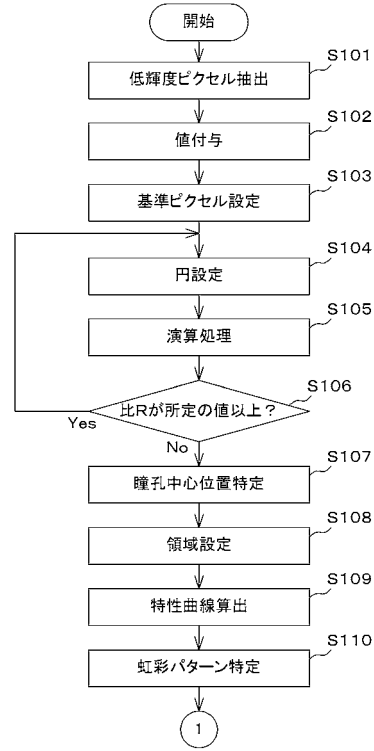 開始
S101
低輝度ピクセル抽出
S102
値付与
S103
基準ピクセル設定
S104
円設定
S105
演算処理
S106
比Rが所定の値以上？
Yes
No
S107
瞳孔中心位置特定
S108
領域設定
S109
特性曲線算出
S110
虹彩パターン特定
1